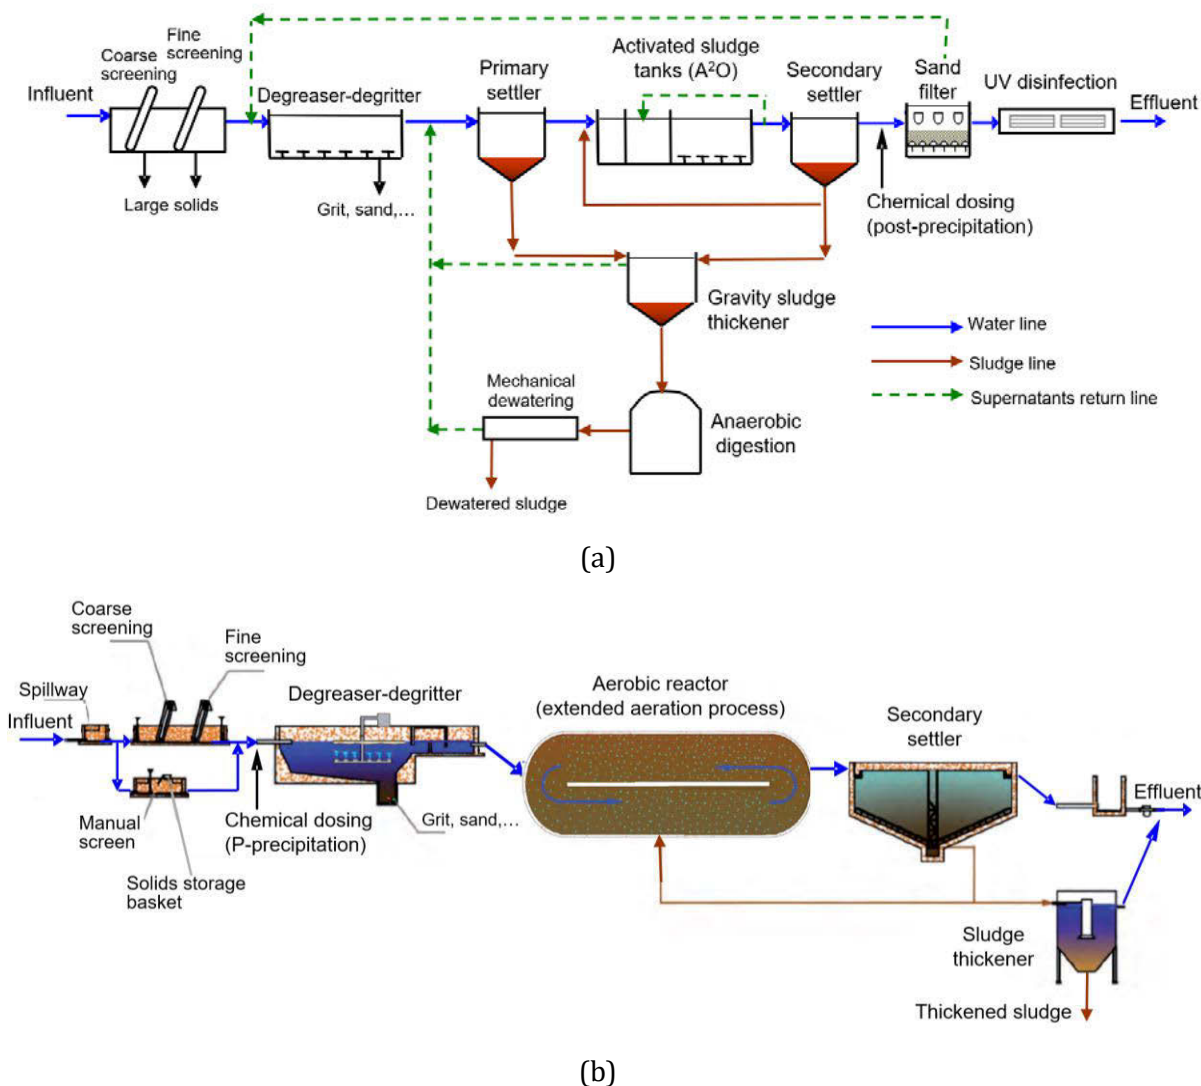 Influent
Coarse
screening
Fine
screening
Large solids
Degreaser-degritter
Grit, sand,...
Primary
settler
Activated sludge
tanks (A²O)
Secondary
settler
Sand
filter
UV disinfection
Effluent
Chemical dosing
(post-precipitation)
Gravity sludge
thickener
Water line
Sludge line
Supernatants return line
Mechanical
dewatering
Anaerobic
digestion
Dewatered sludge
(a)
Coarse
screening
Fine
screening
Spillway
Influent
Manual
screen
Solids storage
basket
Chemical dosing
(P-precipitation)
Degreaser-degritter
Grit, sand,...
Aerobic reactor
(extended aeration process)
Secondary
settler
Effluent
Sludge
thickener
Thickened sludge
(b)